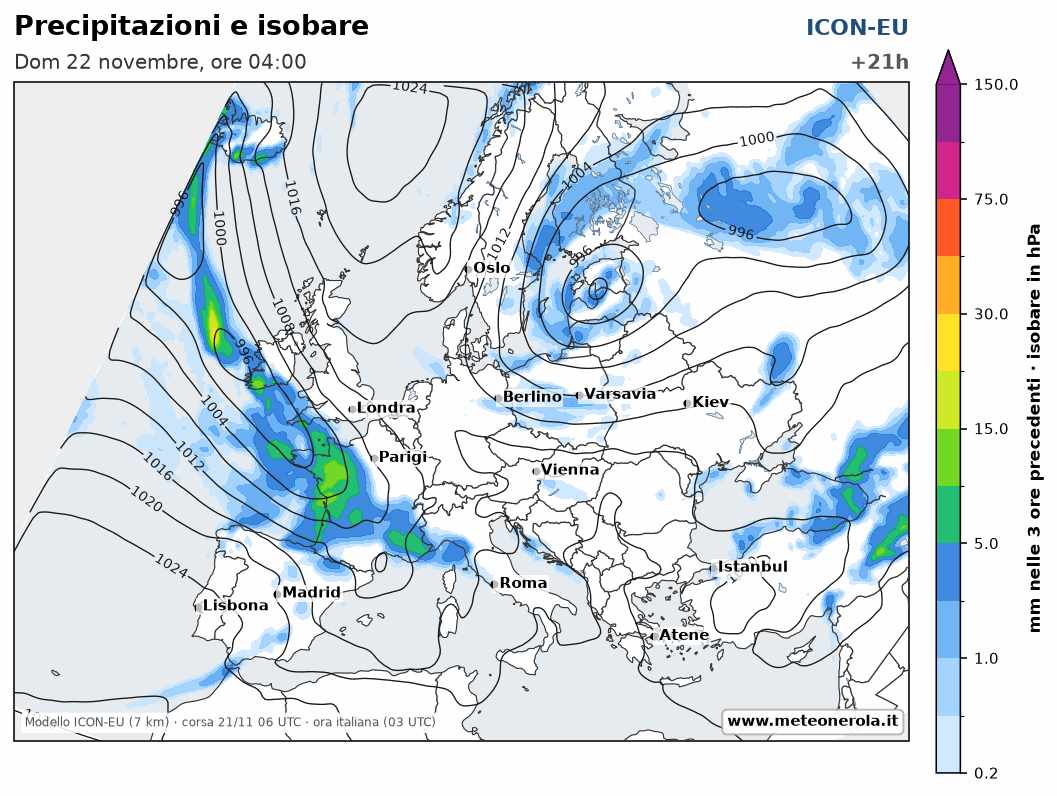 Precipitazioni e isobare
ICON-EU
Dom 22 novembre, ore 04:00
+21h
150.0
75.0
30.0
15.0
5.0
1.0
0.2
mm nelle 3 ore precedenti · isobare in hPa
1024
1000
1004
1016
996
1000
1012
996
996
1008
996
1004
1012
1016
1020
1024
Oslo
Berlino
Varsavia
Kiev
Londra
Parigi
Vienna
Istanbul
Roma
Madrid
Lisbona
Atene
Modello ICON-EU (7 km) · corsa 21/11 06 UTC · ora italiana (03 UTC)
www.meteonerola.it